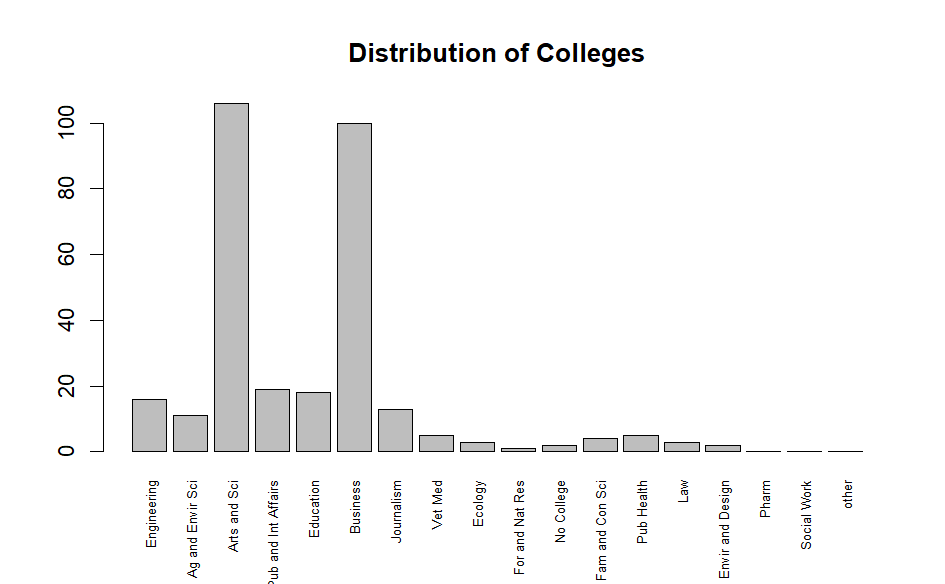 Distribution of Colleges
100
80
60
40
20
0
Engineering
Ag and Envir Sci
Arts and Sci
Pub and Int Affairs
Education
Business
Journalism
Vet Med
Ecology
For and Nat Res
No College
Fam and Con Sci
Pub Health
Law
Envir and Design
Pharm
Social Work
other